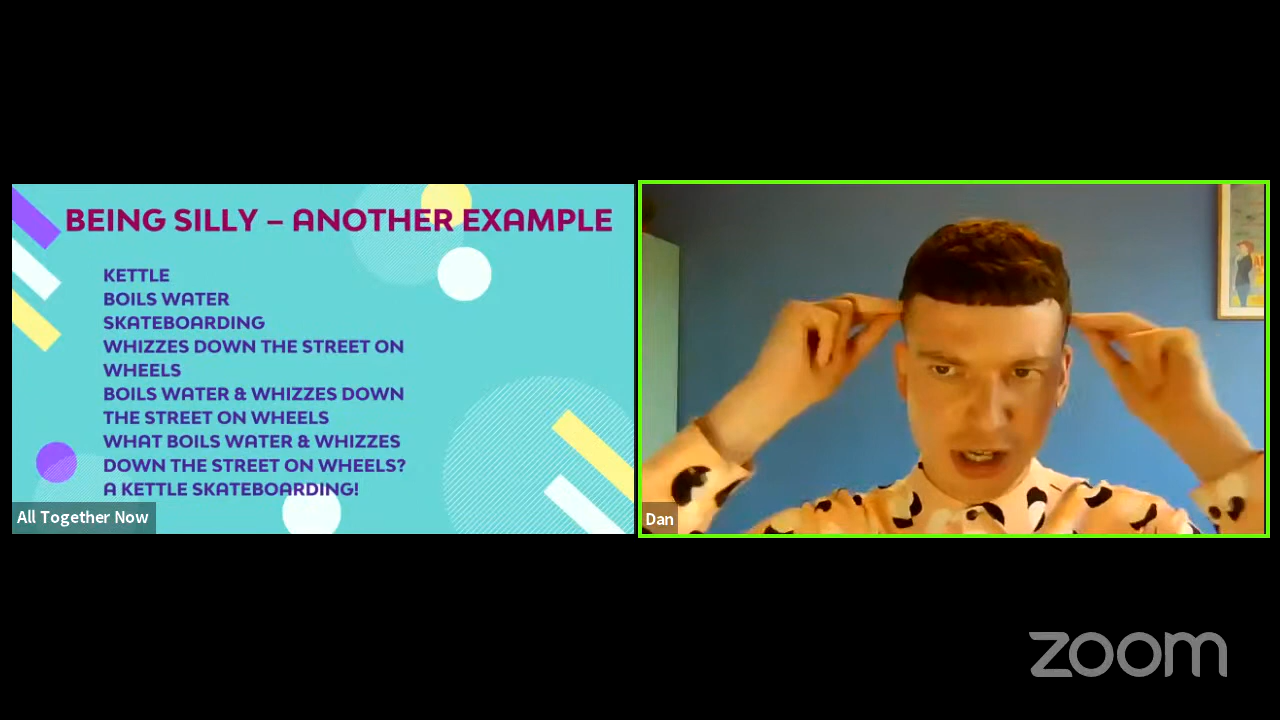 BEING SILLY – ANOTHER EXAMPLE
KETTLE
BOILS WATER
SKATEBOARDING
WHIZZES DOWN THE STREET ON
WHEELS
BOILS WATER & WHIZZES DOWN
THE STREET ON WHEELS
WHAT BOILS WATER & WHIZZES
DOWN THE STREET ON WHEELS?
A KETTLE SKATEBOARDING!
All Together Now
Dan
zoom